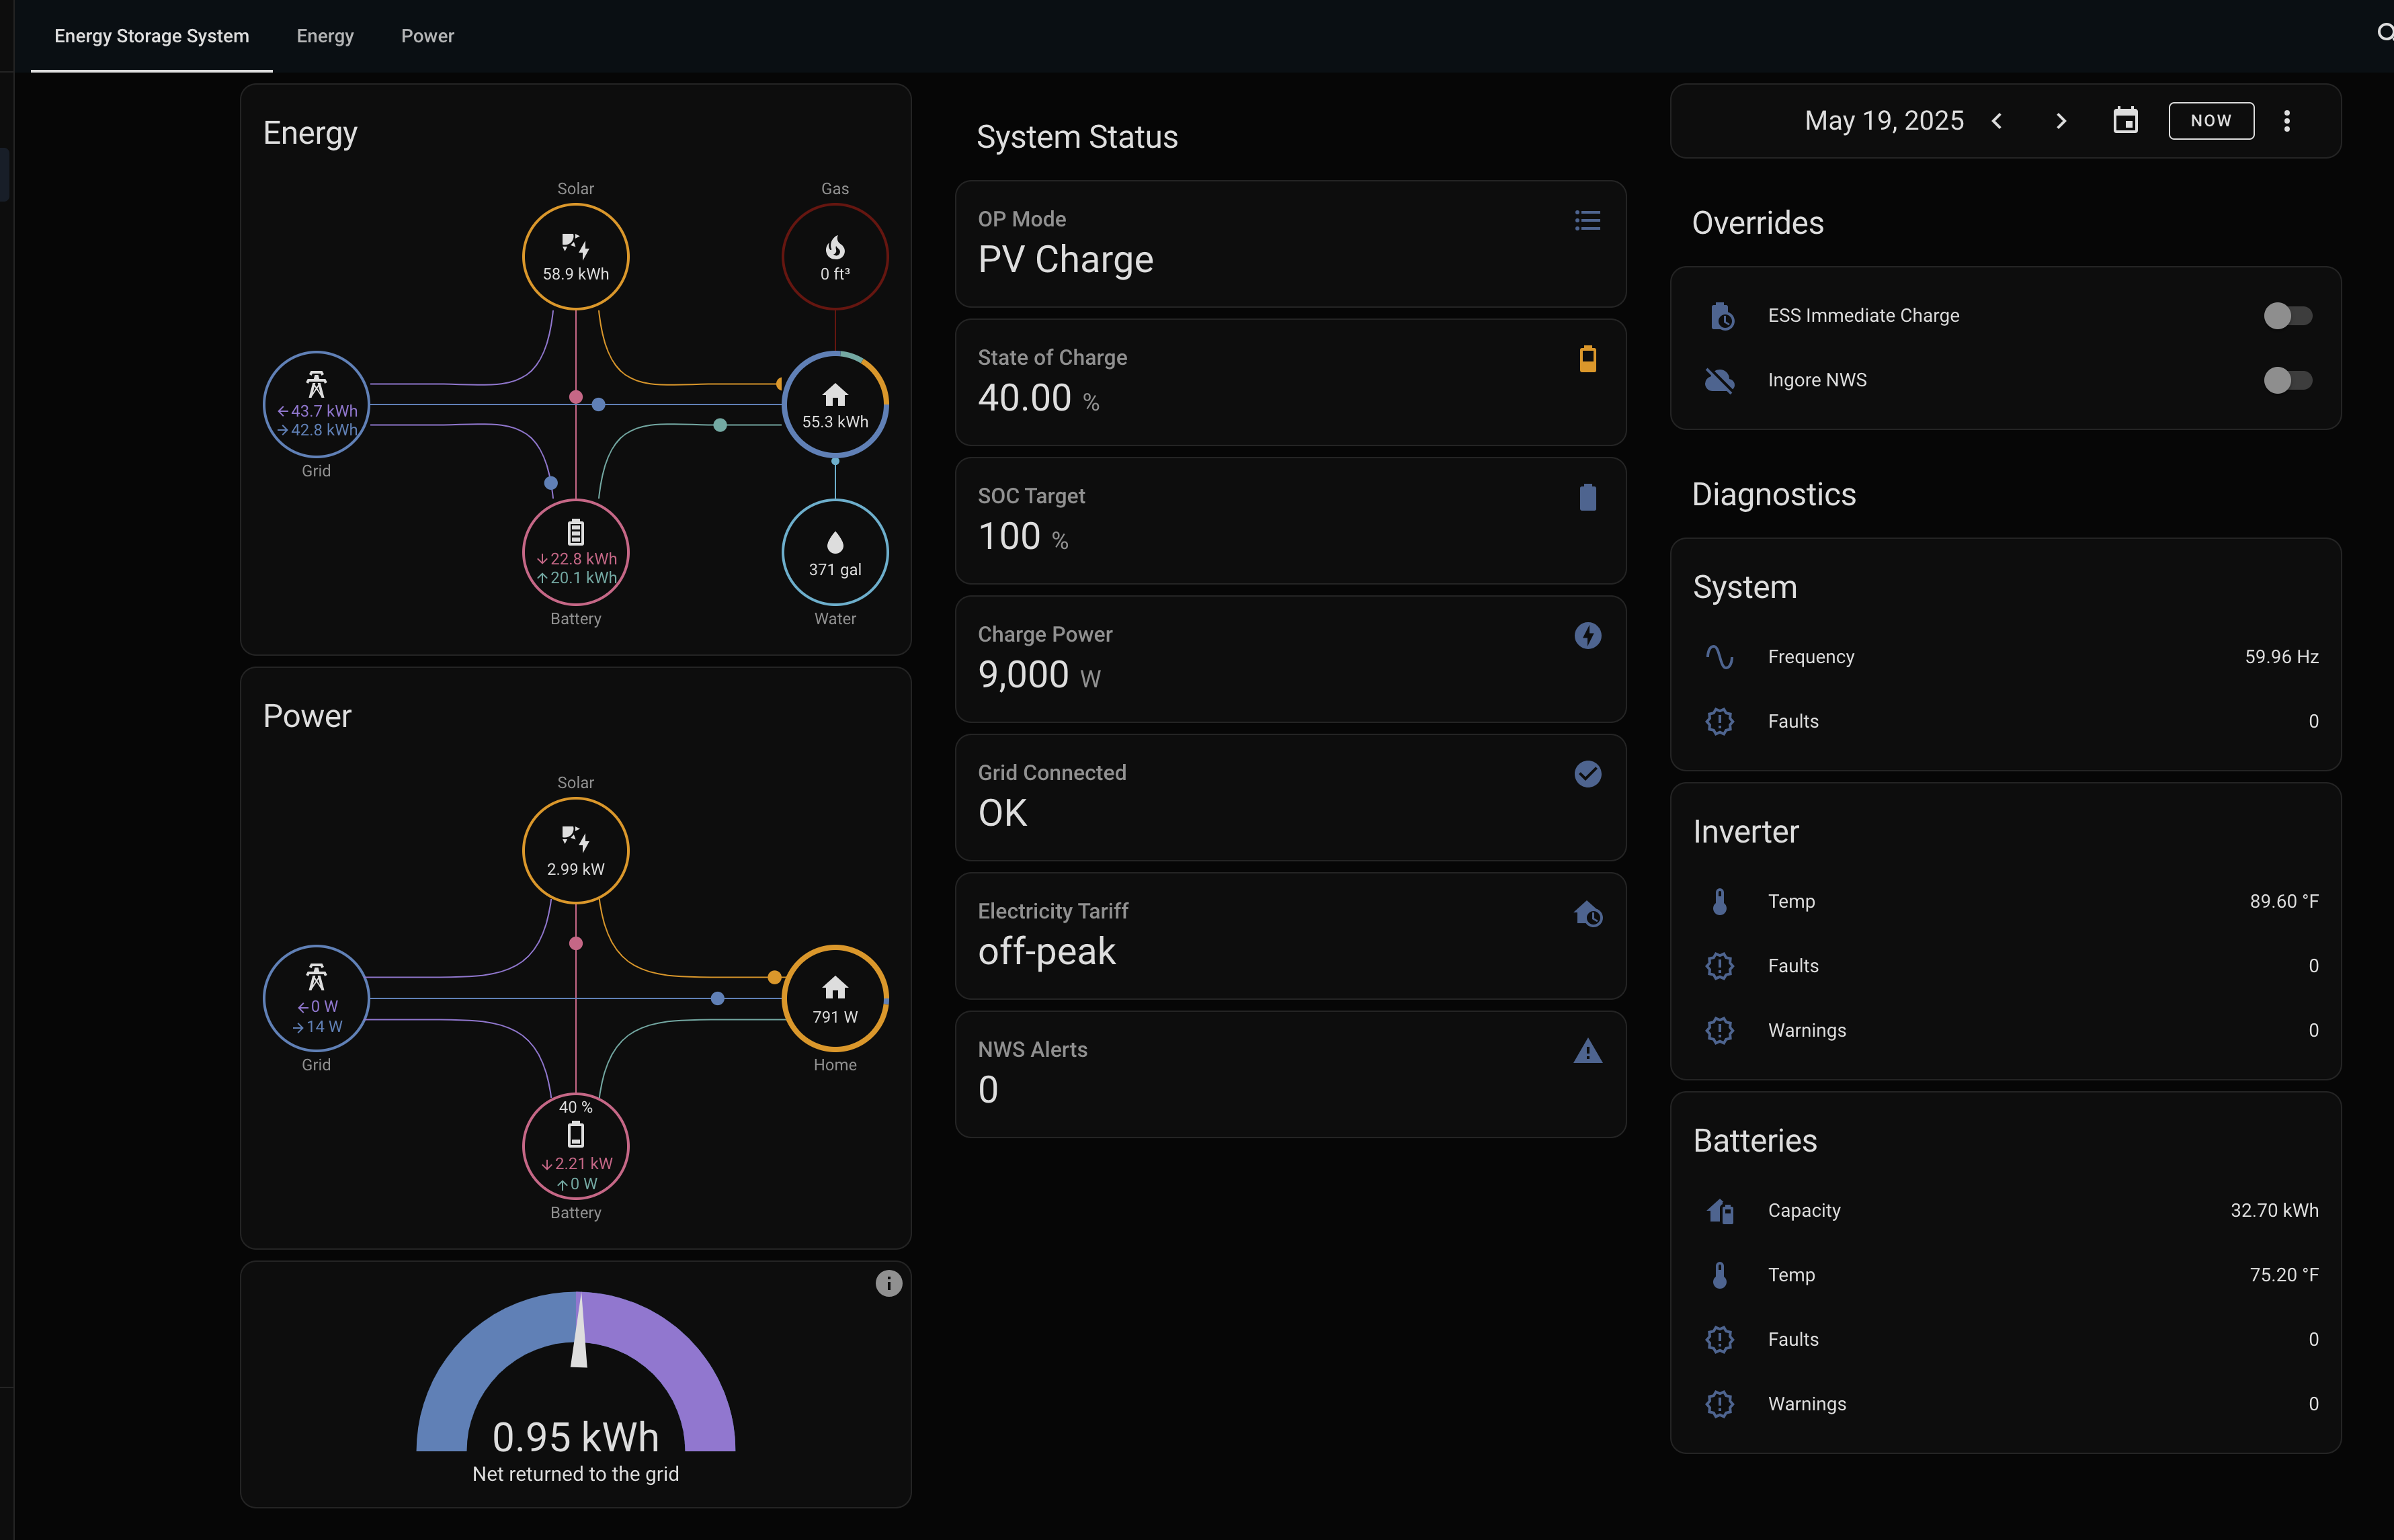 Energy Storage System
Energy
Power
Energy
Solar
58.9 kWh
Gas
0 ft³
←43.7 kWh
→42.8 kWh
Grid
55.3 kWh
↓22.8 kWh
↑20.1 kWh
Battery
371 gal
Water
Power
Solar
2.99 kW
←0 W
→14 W
Grid
791 W
Home
40 %
↓2.21 kW
↑0 W
Battery
0.95 kWh
Net returned to the grid
System Status
OP Mode
PV Charge
State of Charge
40.00 %
SOC Target
100 %
Charge Power
9,000 W
Grid Connected
OK
Electricity Tariff
off-peak
NWS Alerts
0
May 19, 2025
NOW
Overrides
ESS Immediate Charge
Ingore NWS
Diagnostics
System
Frequency 59.96 Hz
Faults 0
Inverter
Temp 89.60 °F
Faults 0
Warnings 0
Batteries
Capacity 32.70 kWh
Temp 75.20 °F
Faults 0
Warnings 0